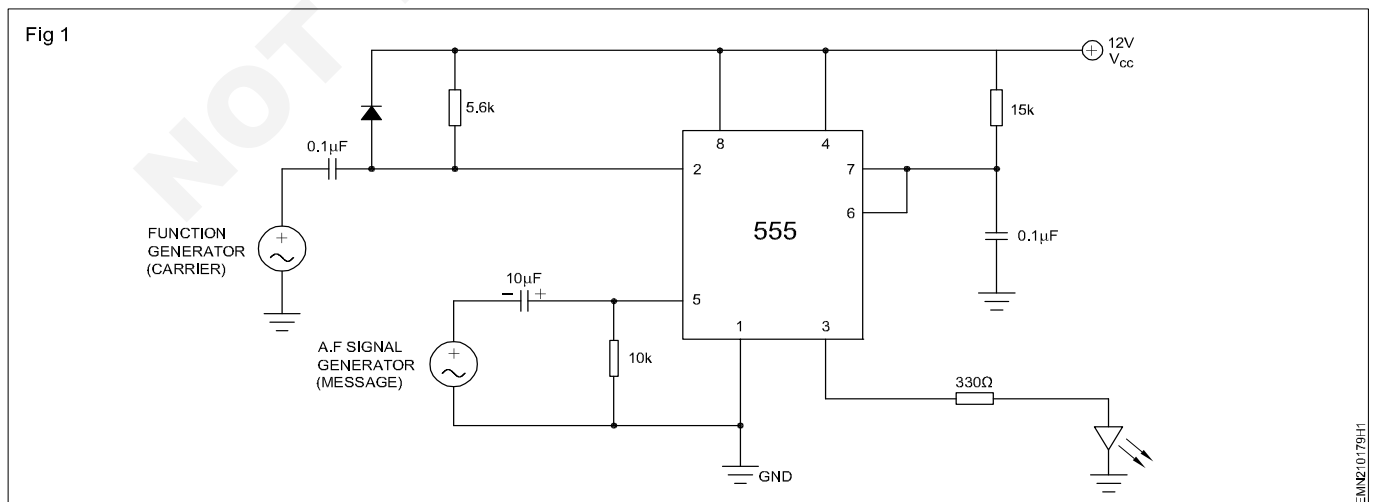 Fig 1
NOT
12V
Vcc
5.6k
15k
0.1µF
8
4
2
7
6
555
FUNCTION
GENERATOR
(CARRIER)
0.1µF
10µF
5
1
3
A.F SIGNAL
GENERATOR
(MESSAGE)
10k
330Ω
GND
EMN210179H1